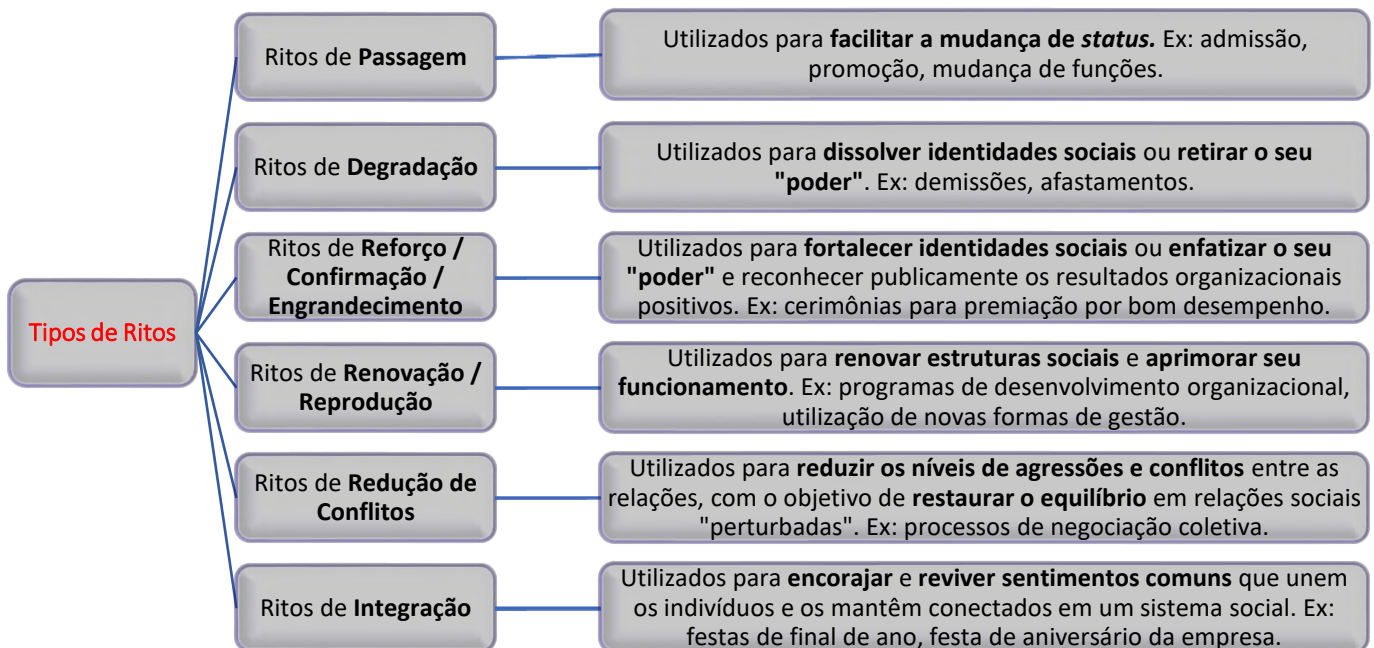 Tipos de Ritos
Ritos de Passagem
Utilizados para facilitar a mudança de status. Ex: admissão,
promoção, mudança de funções.
Ritos de Degradação
Utilizados para dissolver identidades sociais ou retirar o seu
"poder". Ex: demissões, afastamentos.
Ritos de Reforço /
Confirmação /
Engrandecimento
Utilizados para fortalecer identidades sociais ou enfatizar o seu
"poder" e reconhecer publicamente os resultados organizacionais
positivos. Ex: cerimônias para premiação por bom desempenho.
Ritos de Renovação /
Reprodução
Utilizados para renovar estruturas sociais e aprimorar seu
funcionamento. Ex: programas de desenvolvimento organizacional,
utilização de novas formas de gestão.
Ritos de Redução de
Conflitos
Utilizados para reduzir os níveis de agressões e conflitos entre as
relações, com o objetivo de restaurar o equilíbrio em relações sociais
"perturbadas". Ex: processos de negociação coletiva.
Ritos de Integração
Utilizados para encorajar e reviver sentimentos comuns que unem
os indivíduos e os mantêm conectados em um sistema social. Ex:
festas de final de ano, festa de aniversário da empresa.